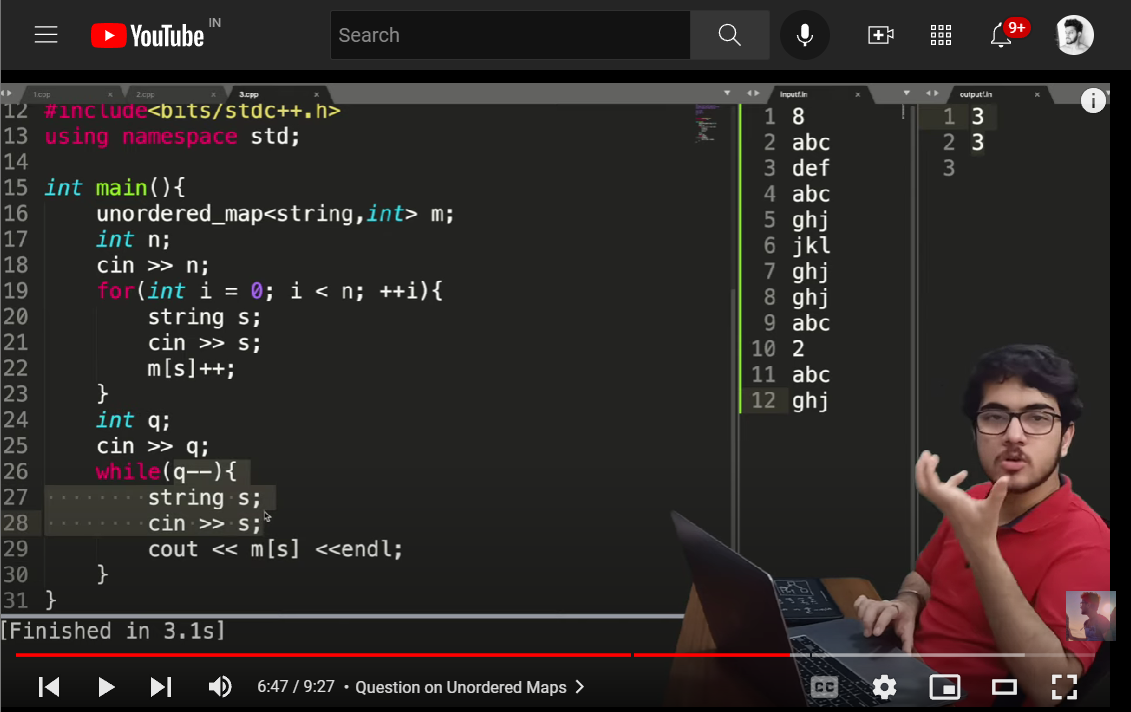 YouTube IN
Search
9+
1.cpp
2.cpp
3.cpp
12 #include<bits/stdc++.h>
13 using namespace std;
14
15 int main(){
16 unordered_map<string,int> m;
17 int n;
18 cin >> n;
19 for(int i = 0; i < n; ++i){
20 string s;
21 cin >> s;
22 m[s]++;
23 }
24 int q;
25 cin >> q;
26 while(q--){
27 string s;
28 cin >> s;
29 cout << m[s] <<endl;
30 }
31 }
[Finished in 3.1s]
inputf.in
1 8
2 abc
3 def
4 abc
5 ghj
6 jkl
7 ghj
8 ghj
9 abc
10 2
11 abc
12 ghj
outputf.in
1 3
2 3
3
6:47 / 9:27 • Question on Unordered Maps
CC